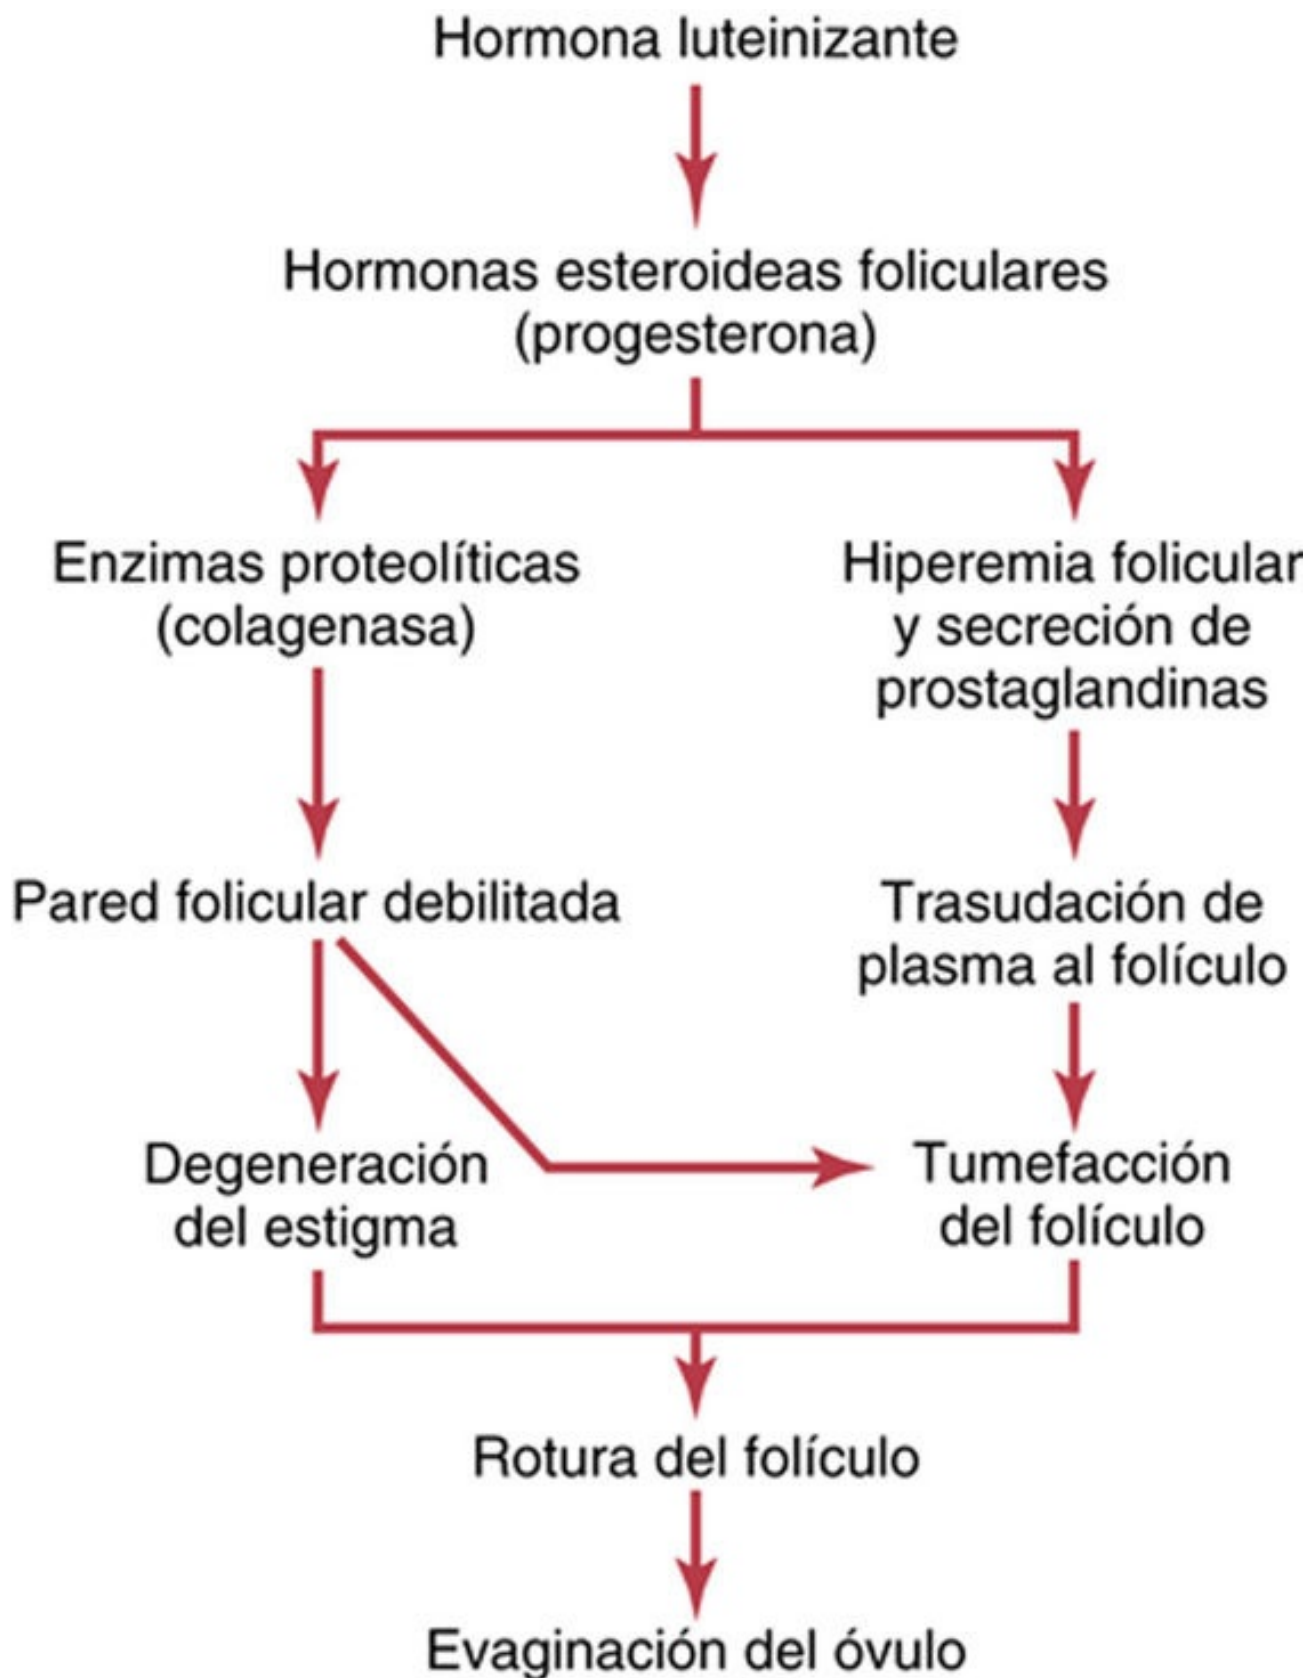 Hormona luteinizante
Hormonas esteroideas foliculares
(progesterona)
Enzimas proteolíticas
(colagenasa)
Hiperemia folicular
y secreción de
prostaglandinas
Pared folicular debilitada
Trasudación de
plasma al folículo
Degeneración
del estigma
Tumefacción
del folículo
Rotura del folículo
Evaginación del óvulo